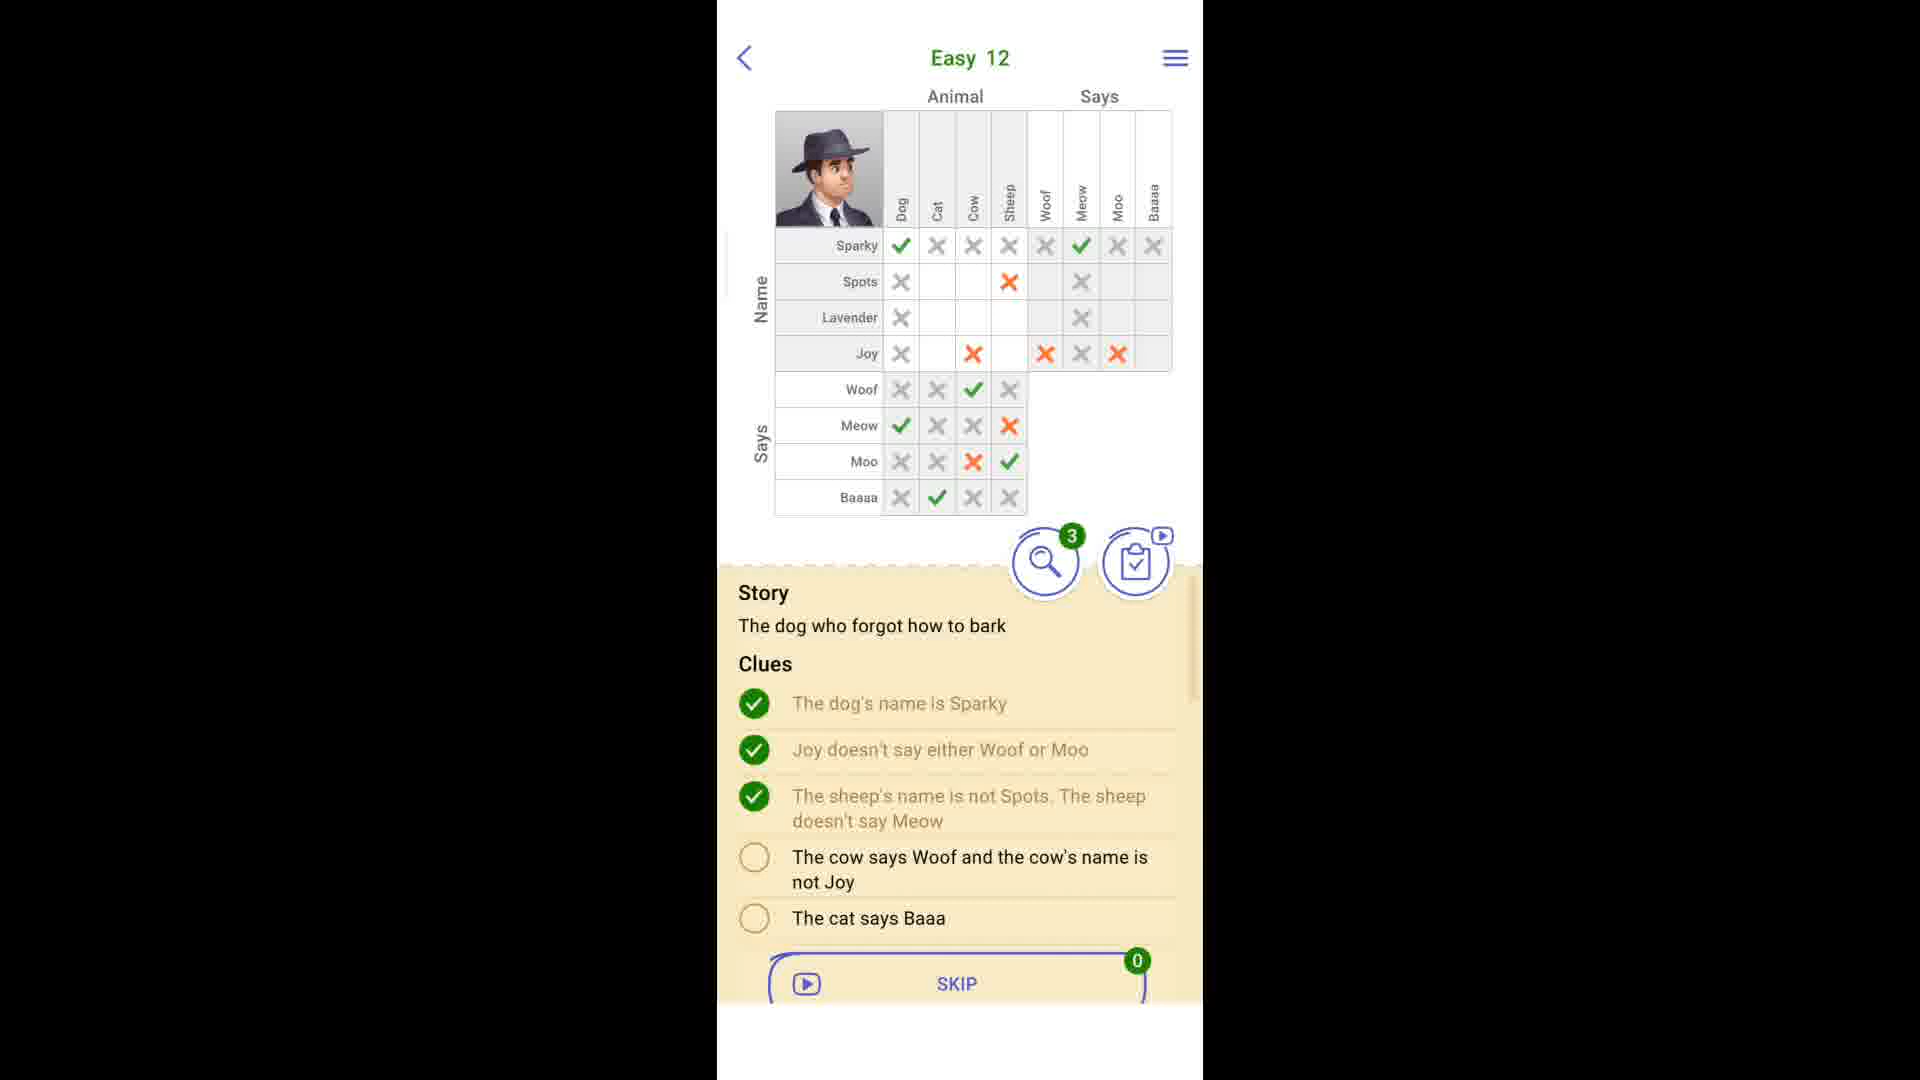 Easy 12
Animal Says
Dog Cat Cow Sheep Woof Meow Moo Baaaa
Name
Sparky
Spots
Lavender
Joy
Says
Woof
Meow
Moo
Baaaa
3
Story
The dog who forgot how to bark
Clues
The dog's name is Sparky
Joy doesn't say either Woof or Moo
The sheep's name is not Spots. The sheep
doesn't say Meow
The cow says Woof and the cow's name is
not Joy
The cat says Baaa
0
SKIP